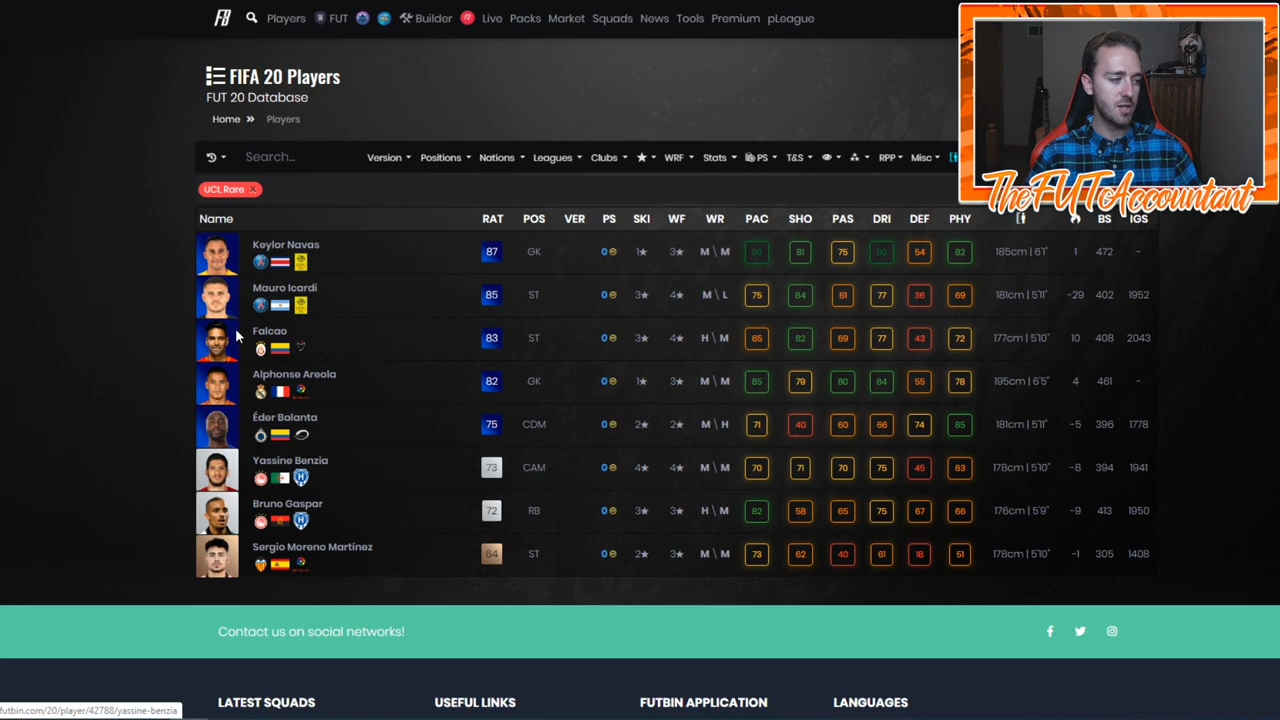 FB Players FUT Builder Live Packs Market Squads News Tools Premium pLeague
FIFA 20 Players
FUT 20 Database
Home » Players
Search... Version Positions Nations Leagues Clubs WRF Stats PS T&S RPP Misc
UCL Rare x
Name RAT POS VER PS SKI WF WR PAC SHO PAS DRI DEF PHY BS IGS
Keylor Navas
87 GK 0 1★ 3★ M \ M 90 81 75 90 54 82 185cm | 6'1" 1 472 -
Mauro Icardi
85 ST 0 3★ 4★ M \ L 75 84 61 77 36 69 181cm | 5'11" -29 402 1952
Falcao
83 ST 0 3★ 4★ H \ M 65 82 69 77 43 72 177cm | 5'10" 10 408 2043
Alphonse Areola
82 GK 0 1★ 3★ M \ M 85 79 80 84 55 78 195cm | 6'5" 4 461 -
Éder Balanta
75 CDM 0 2★ 2★ M \ H 71 40 60 66 74 85 181cm | 5'11" -5 396 1778
Yassine Benzia
73 CAM 0 4★ 4★ M \ M 70 71 70 75 45 63 178cm | 5'10" -8 394 1941
Bruno Gaspar
72 RB 0 3★ 3★ H \ M 82 58 65 75 67 66 176cm | 5'9" -9 413 1950
Sergio Moreno Martínez
64 ST 0 2★ 3★ M \ M 73 62 40 61 18 51 178cm | 5'10" -1 305 1408
TheFUTAccountant
Contact us on social networks!
LATEST SQUADS USEFUL LINKS FUTBIN APPLICATION LANGUAGES
futbin.com/20/player/42788/yassine-benzia